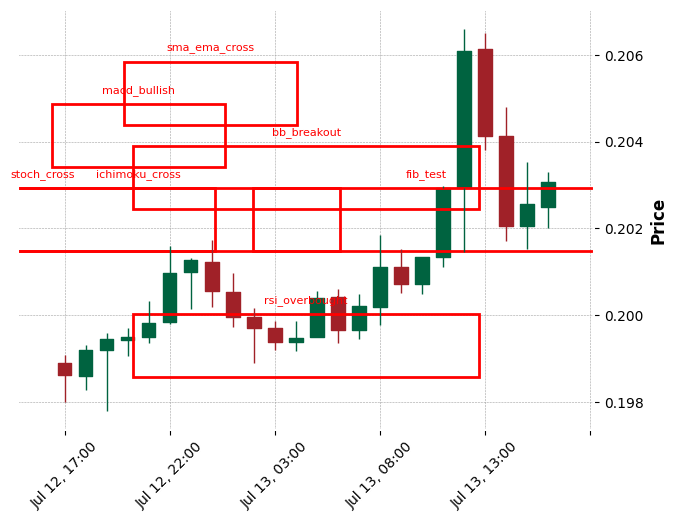 sma_ema_cross
macd_bullish
bb_breakout
stoch_cross
ichimoku_cross
fib_test
rsi_overbought
0.206
0.204
0.202
0.200
0.198
Price
Jul 12, 17:00
Jul 12, 22:00
Jul 13, 03:00
Jul 13, 08:00
Jul 13, 13:00